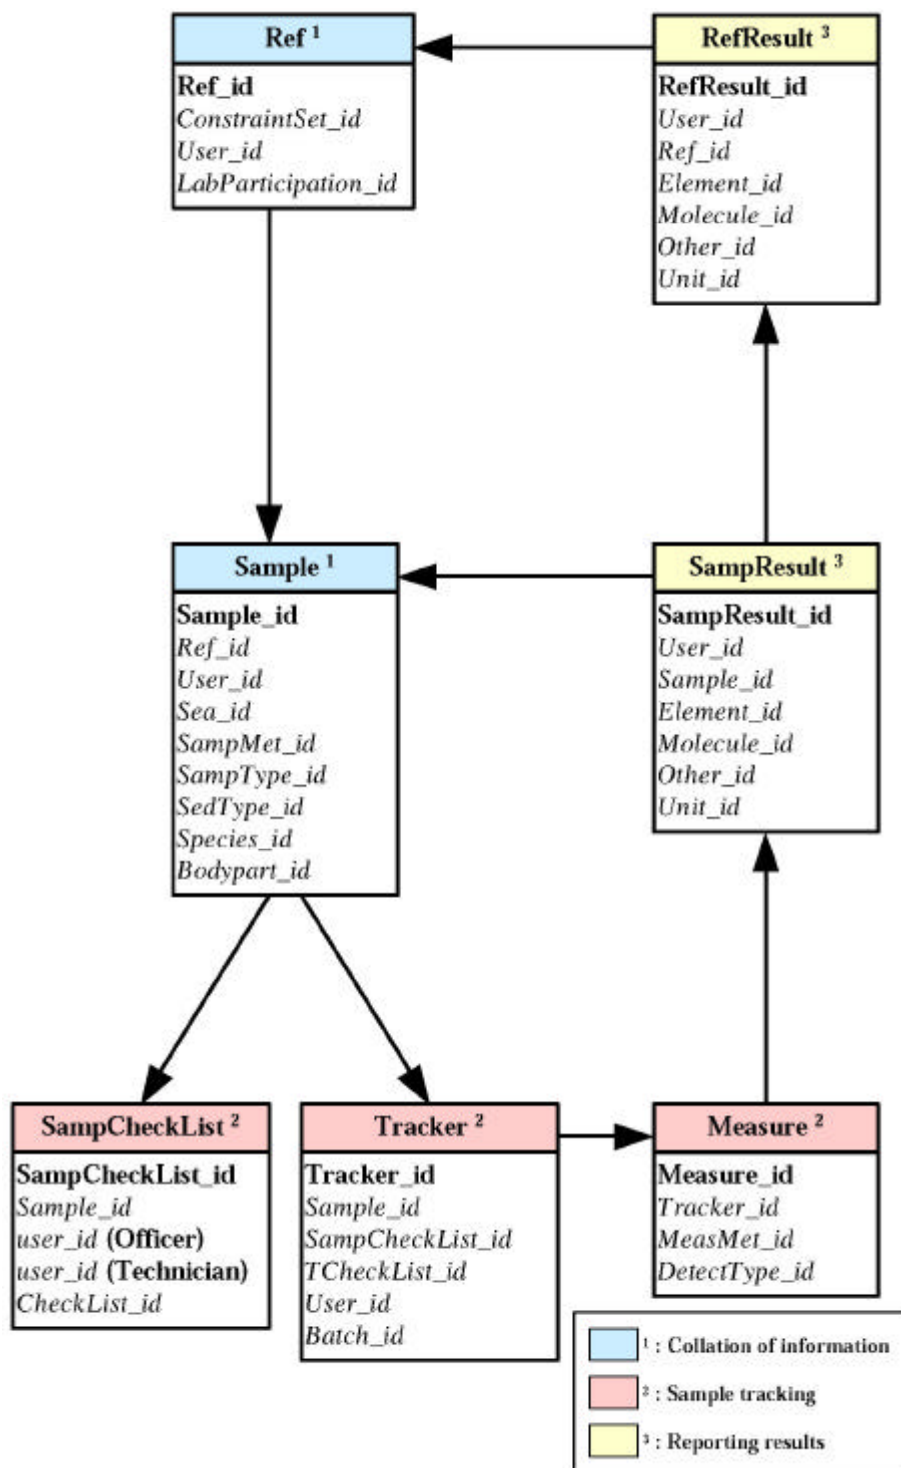 Ref ¹
Ref_id
ConstraintSet_id
User_id
LabParticipation_id
RefResult ³
RefResult_id
User_id
Ref_id
Element_id
Molecule_id
Other_id
Unit_id
Sample ¹
Sample_id
Ref_id
User_id
Sea_id
SampMet_id
SampType_id
SedType_id
Species_id
Bodypart_id
SampResult ³
SampResult_id
User_id
Sample_id
Element_id
Molecule_id
Other_id
Unit_id
SampCheckList ²
SampCheckList_id
Sample_id
user_id (Officer)
user_id (Technician)
CheckList_id
Tracker ²
Tracker_id
Sample_id
SampCheckList_id
TCheckList_id
User_id
Batch_id
Measure ²
Measure_id
Tracker_id
MeasMet_id
DetectType_id
¹ : Collation of information
² : Sample tracking
³ : Reporting results